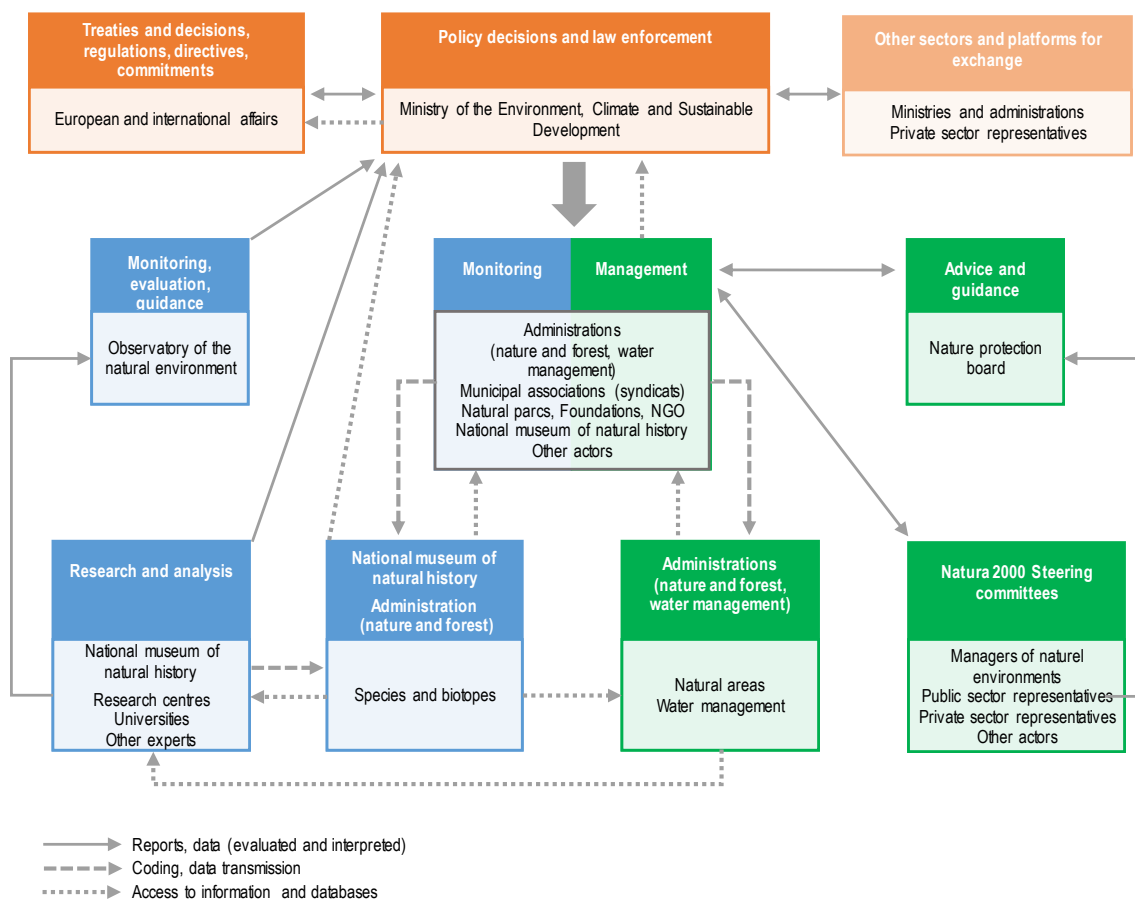 Treaties and decisions,
regulations, directives,
commitments
European and international affairs
Policy decisions and law enforcement
Ministry of the Environment, Climate and Sustainable
Development
Other sectors and platforms for
exchange
Ministries and administrations
Private sector representatives
Monitoring,
evaluation,
guidance
Observatory of the
natural environment
Monitoring
Management
Administrations
(nature and forest, water
management)
Municipal associations (syndicats)
Natural parcs, Foundations, NGO
National museum of natural history
Other actors
Advice and
guidance
Nature protection
board
Research and analysis
National museum of
natural history
Research centres
Universities
Other experts
National museum of
natural history
Administration
(nature and forest)
Species and biotopes
Administrations
(nature and forest,
water management)
Natural areas
Water management
Natura 2000 Steering
committees
Managers of naturel
environments
Public sector representatives
Private sector representatives
Other actors
Reports, data (evaluated and interpreted)
Coding, data transmission
Access to information and databases